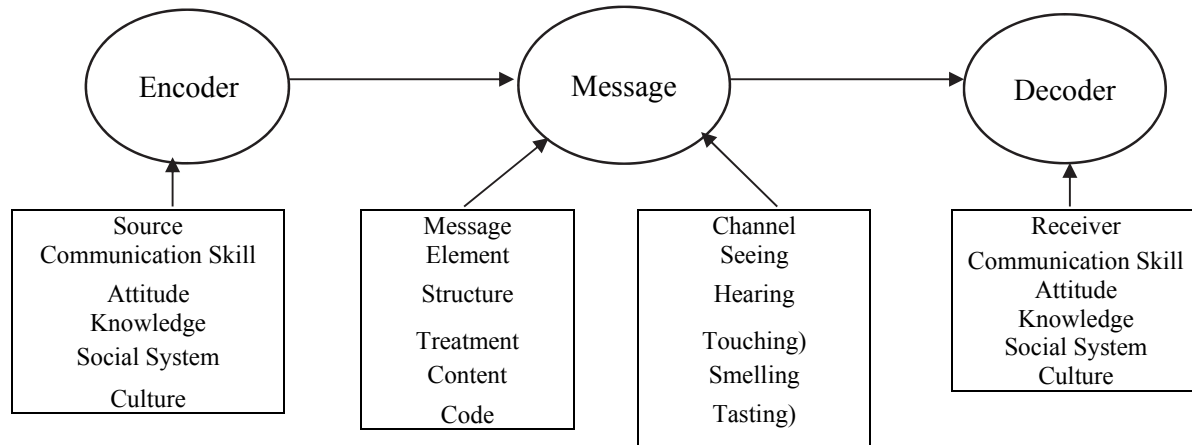 Encoder
Message
Decoder
Source
Communication Skill
Attitude
Knowledge
Social System
Culture
Message
Element
Structure
Treatment
Content
Code
Channel
Seeing
Hearing
Touching)
Smelling
Tasting)
Receiver
Communication Skill
Attitude
Knowledge
Social System
Culture